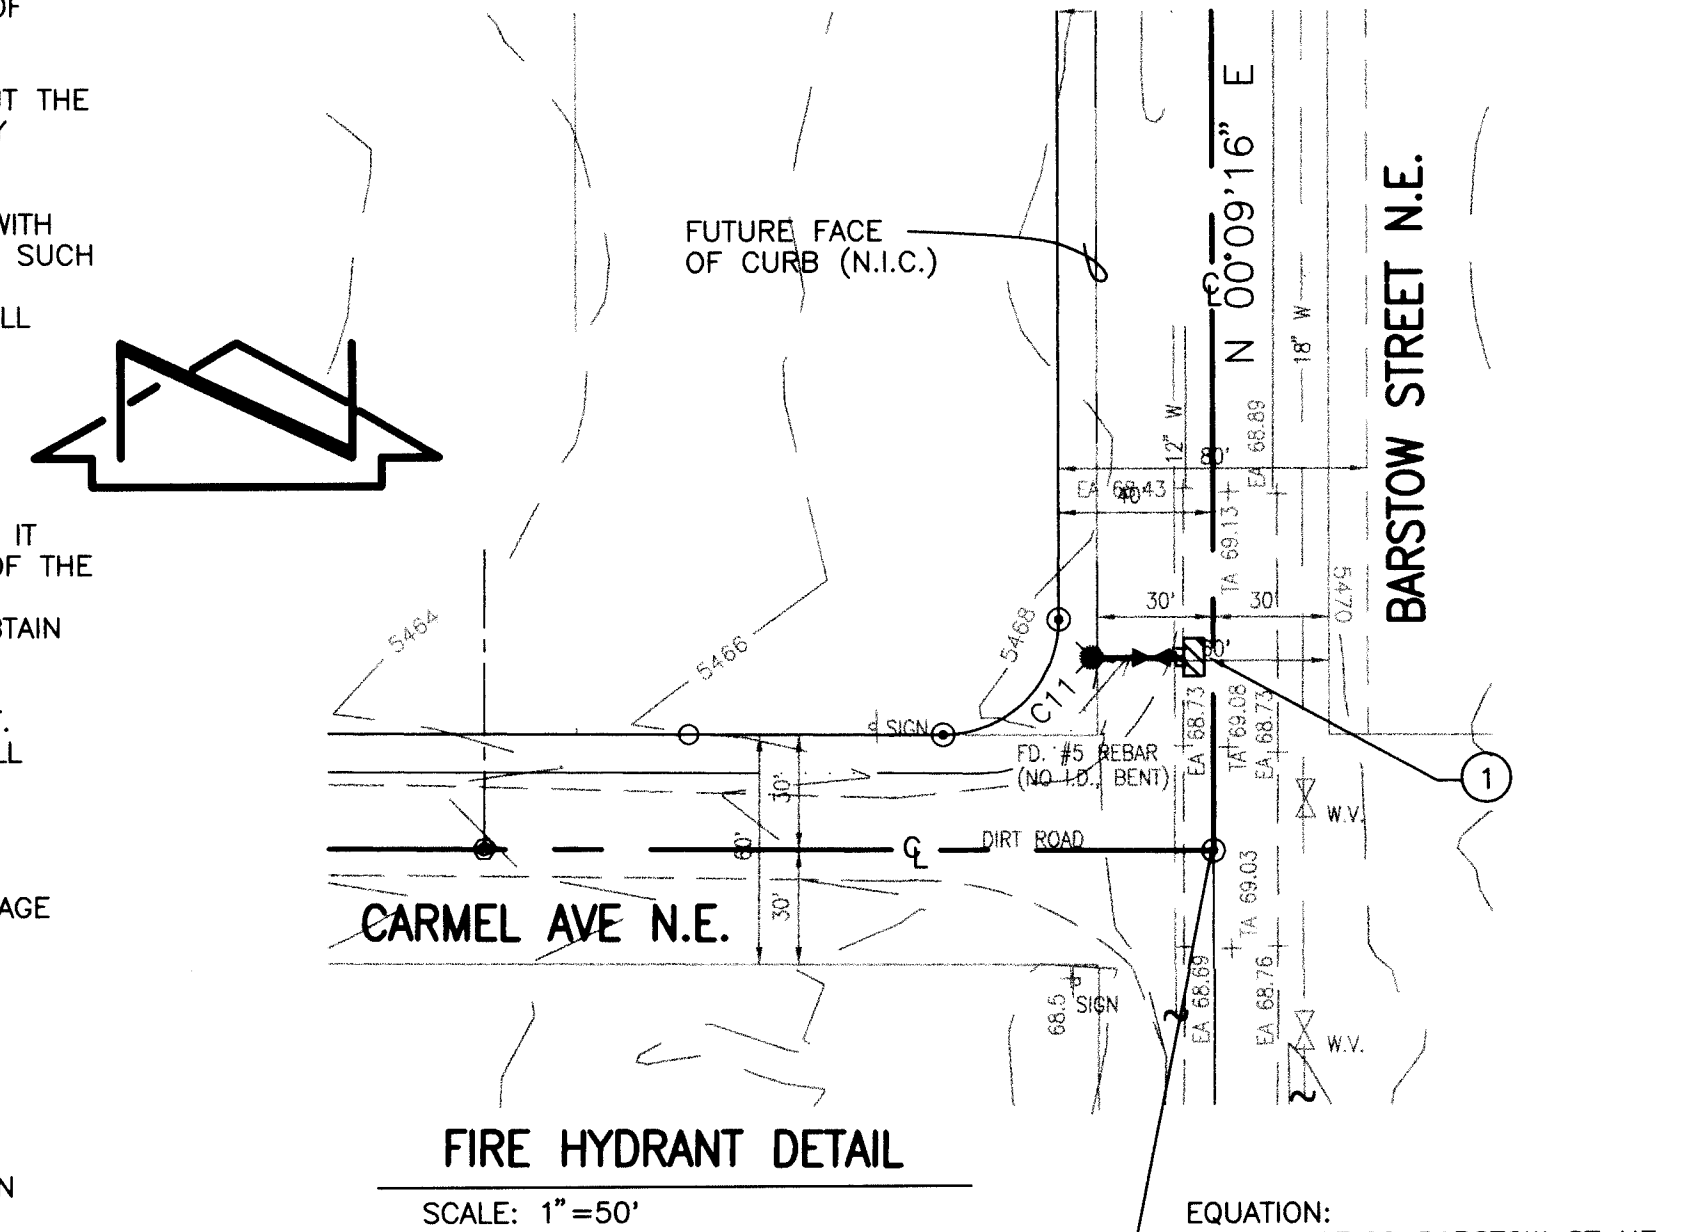 OF
UT THE
Y
WITH
SUCH
LL
IT
OF THE
BTAIN
LL
AGE
N
FUTURE FACE
OF CURB (N.I.C.)
N 00°09'16" E
BARSTOW STREET N.E.
18" W
12" W
80'
EA 68.43
40'
EA 68.89
TA 69.13
30'
30'
5470
5464
5466
5468
C11
SIGN
FD. #5 REBAR
(NO I.D., BENT)
EA 68.73
TA 69.08
EA 68.73
1
W.V.
30'
60'
DIRT ROAD
30'
CARMEL AVE N.E.
TA 69.03
EA 68.69
EA 68.76
68.5
SIGN
W.V.
FIRE HYDRANT DETAIL
SCALE: 1"=50'
EQUATION: